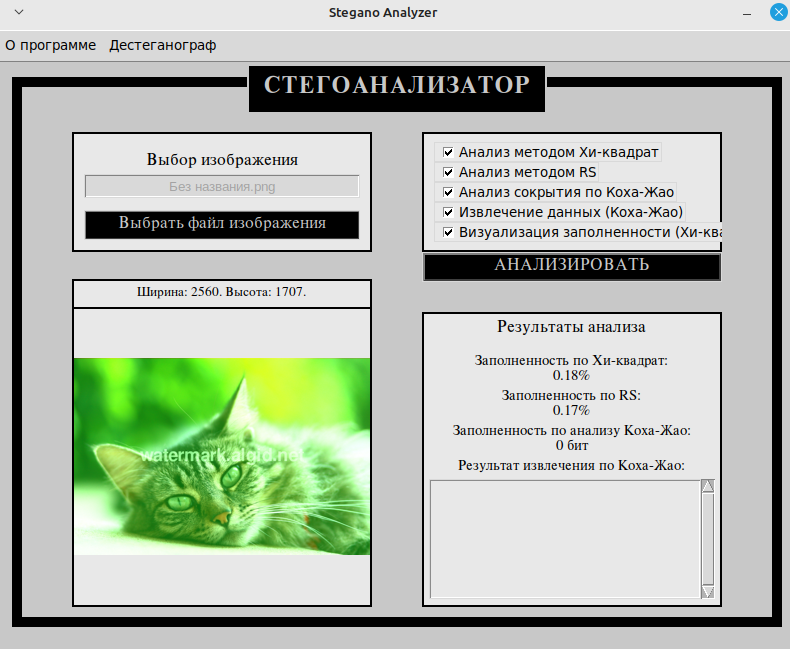 Stegano Analyzer
О программе Дестеганограф
СТЕГОАНАЛИЗАТОР
Выбор изображения
Без названия.png
Выбрать файл изображения
Анализ методом Хи-квадрат
Анализ методом RS
Анализ сокрытия по Коха-Жао
Извлечение данных (Коха-Жао)
Визуализация заполненности (Хи-ква
АНАЛИЗИРОВАТЬ
Ширина: 2560. Высота: 1707.
watermark.algrd.net
Результаты анализа
Заполненность по Хи-квадрат:
0.18%
Заполненность по RS:
0.17%
Заполненность по анализу Коха-Жао:
0 бит
Результат извлечения по Коха-Жао: